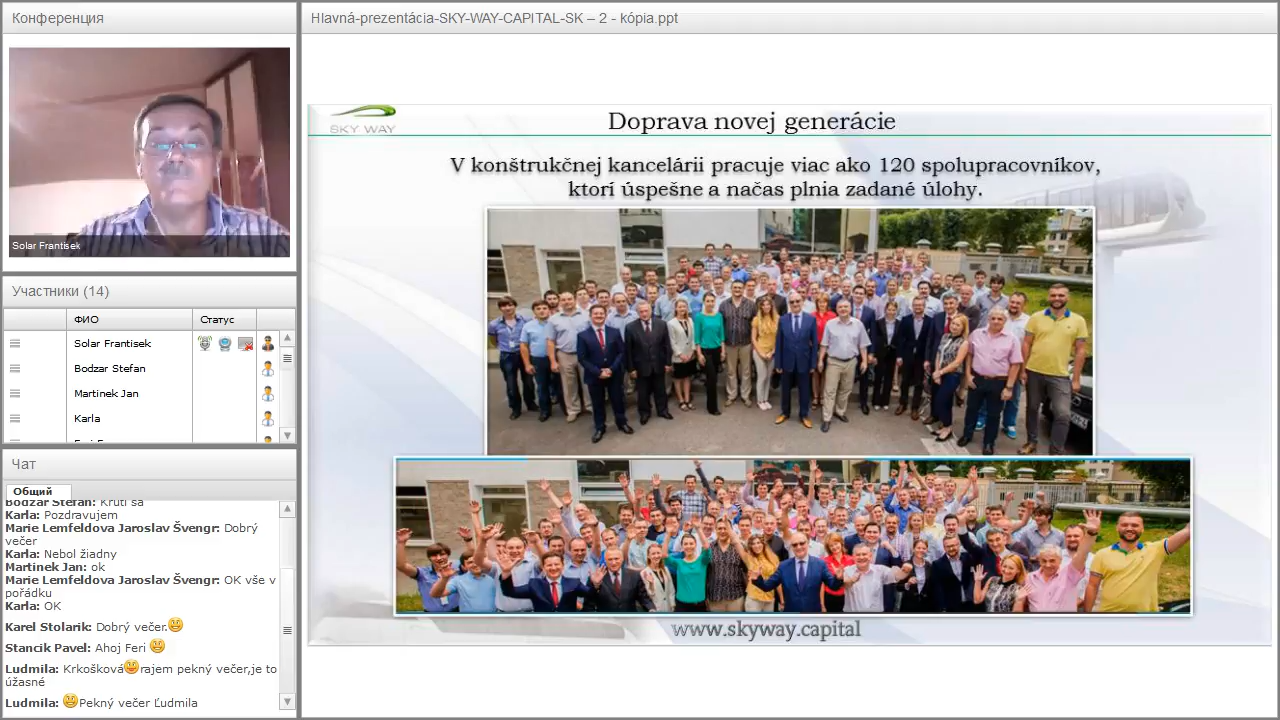 Конференция
Solar Frantisek
Участники (14)
ФИО
Статус
Solar Frantisek
Bodzar Stefan
Martinek Jan
Karla
Чат
Общий
Bodzar Stefan: Krúti sa
Karla: Pozdravujem
Marie Lemfeldova Jaroslav Švengr: Dobrý
večer
Karla: Nebol žiadny
Martinek Jan: ok
Marie Lemfeldova Jaroslav Švengr: OK vše v
pořádku
Karla: OK
Karel Stolarik: Dobrý večer.
Stancik Pavel: Ahoj Feri
Ludmila: Krkošková rajem pekný večer,je to
úžasné
Ludmila: Pekný večer Ľudmila
Hlavná-prezentácia-SKY-WAY-CAPITAL-SK – 2 - kópia.ppt
SKY WAY
Doprava novej generácie
V konštrukčnej kancelárii pracuje viac ako 120 spolupracovníkov,
ktorí úspešne a načas plnia zadané úlohy.
www.skyway.capital